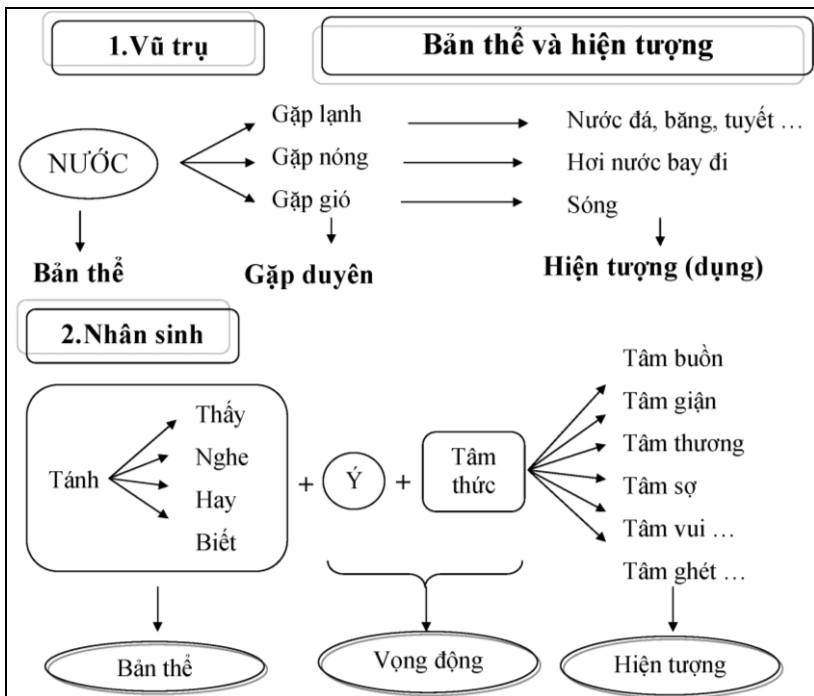 1.Vũ trụ
Bản thể và hiện tượng
NƯỚC
Gặp lạnh
Nước đá, băng, tuyết …
Gặp nóng
Hơi nước bay đi
Gặp gió
Sóng
Bản thể
Gặp duyên
Hiện tượng (dụng)
2.Nhân sinh
Tánh
Thấy
Nghe
Hay
Biết
+
Ý
+
Tâm
thức
Tâm buồn
Tâm giận
Tâm thương
Tâm sợ
Tâm vui …
Tâm ghét …
Bản thể
Vọng động
Hiện tượng